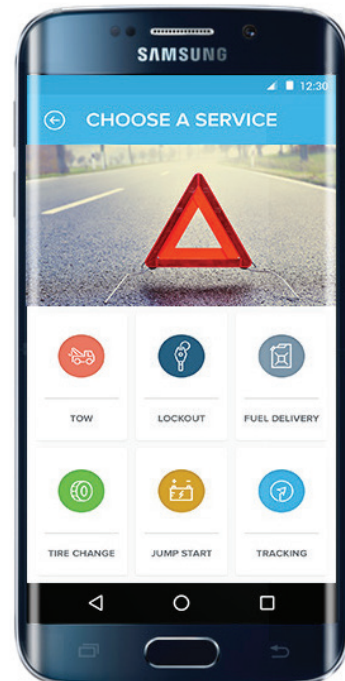 SAMSUNG
12:30
CHOOSE A SERVICE
TOW
LOCKOUT
FUEL DELIVERY
TIRE CHANGE
JUMP START
TRACKING